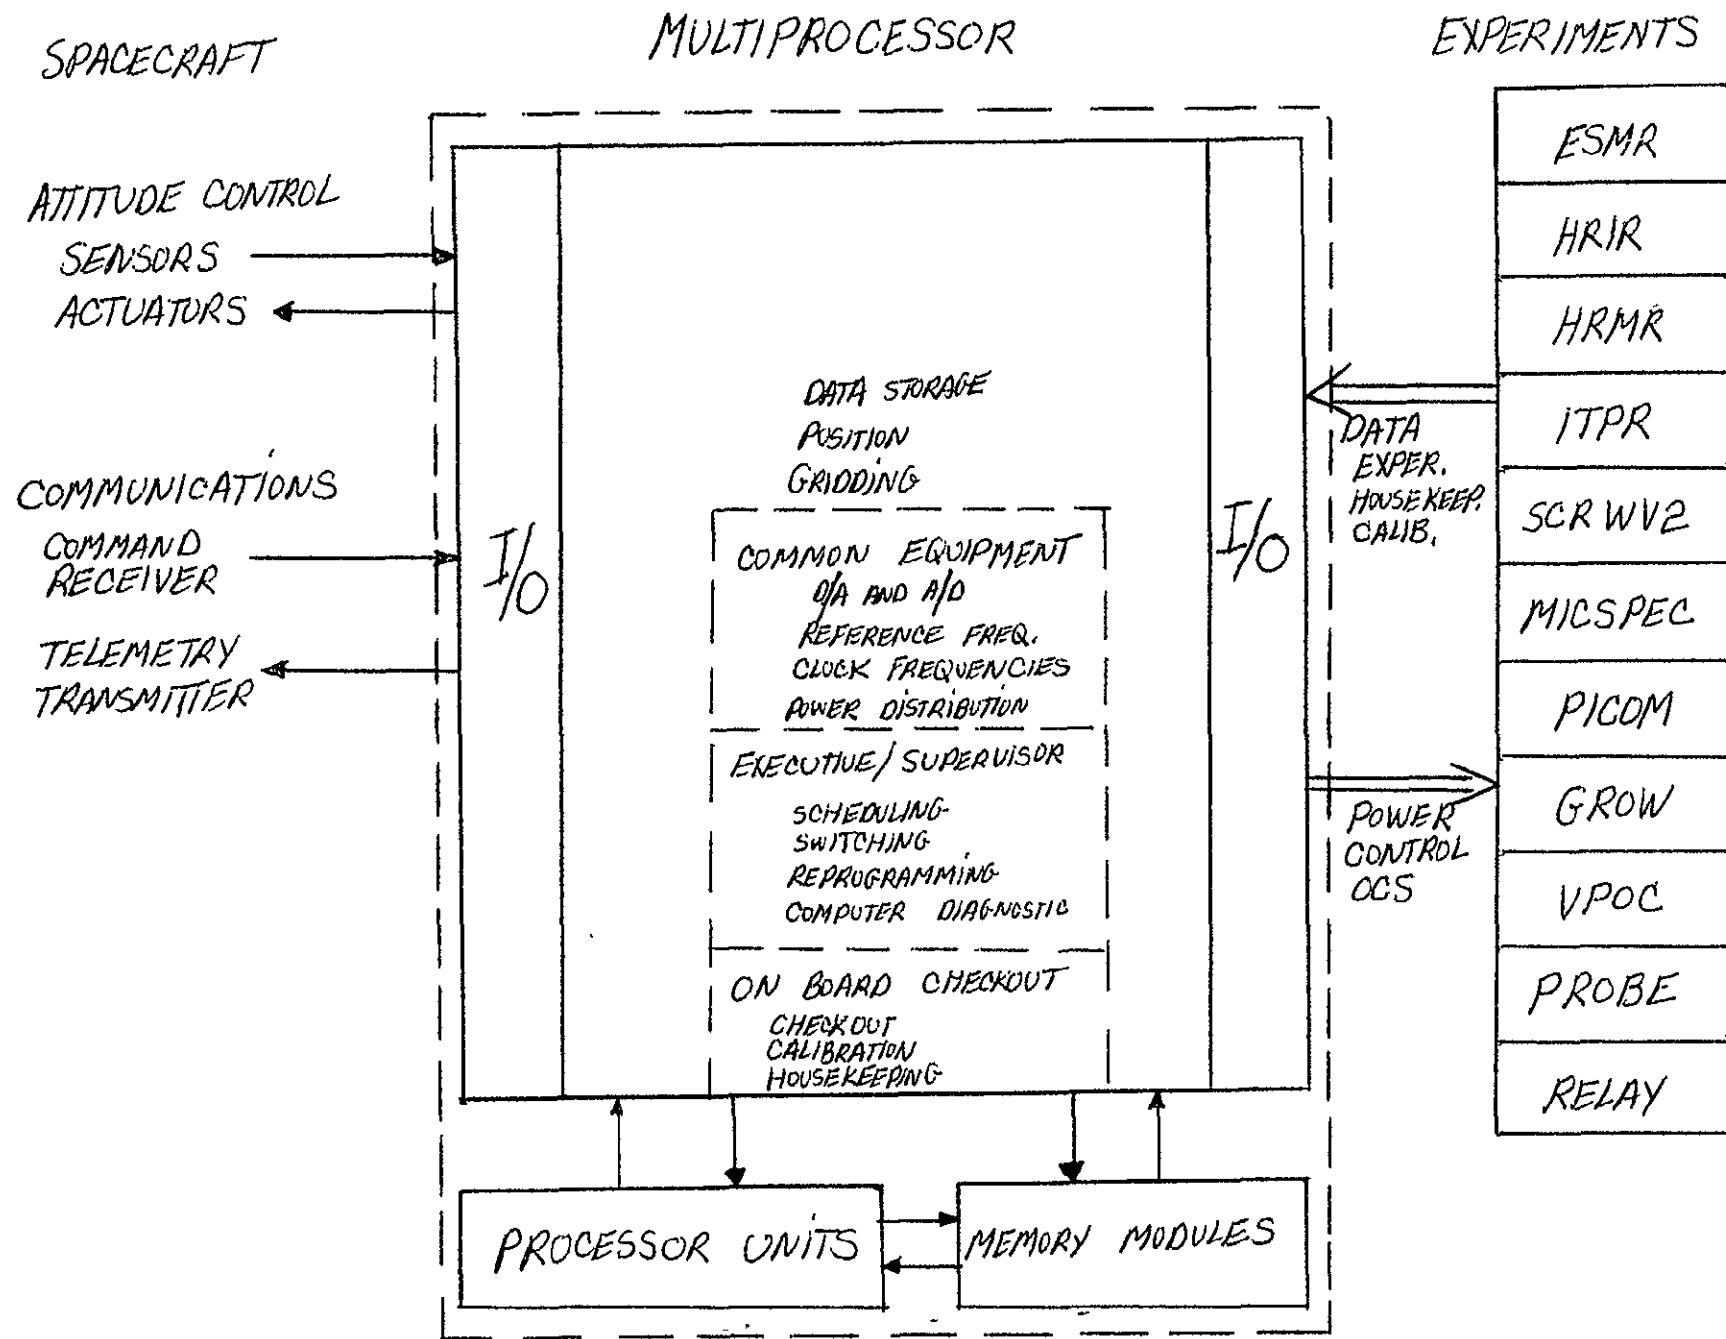 SPACECRAFT
MULTIPROCESSOR
EXPERIMENTS
ATTITUDE CONTROL
SENSORS
ACTUATORS
COMMUNICATIONS
COMMAND
RECEIVER
TELEMETRY
TRANSMITTER
I/O
DATA STORAGE
POSITION
GRIDDING
COMMON EQUIPMENT
D/A AND A/D
REFERENCE FREQ.
CLOCK FREQUENCIES
POWER DISTRIBUTION
EXECUTIVE/SUPERVISOR
SCHEDULING
SWITCHING
REPROGRAMMING
COMPUTER DIAGNOSTIC
ON BOARD CHECKOUT
CHECKOUT
CALIBRATION
HOUSEKEEPING
I/O
DATA
EXPER.
HOUSEKEEP.
CALIB.
POWER
CONTROL
OCS
ESMR
HRIR
HRMR
ITPR
SCR WV2
MICSPEC
PICOM
GROW
VPOC
PROBE
RELAY
PROCESSOR UNITS
MEMORY MODULES